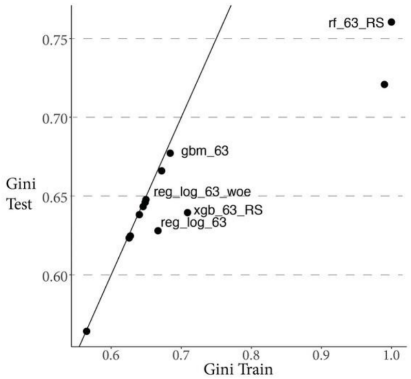 rf_63_RS
0.75
0.70
gbm_63
Gini
Test
0.65
reg_log_63_woe
xgb_63_RS
reg_log_63
0.60
0.6 0.7 0.8 0.9 1.0
Gini Train